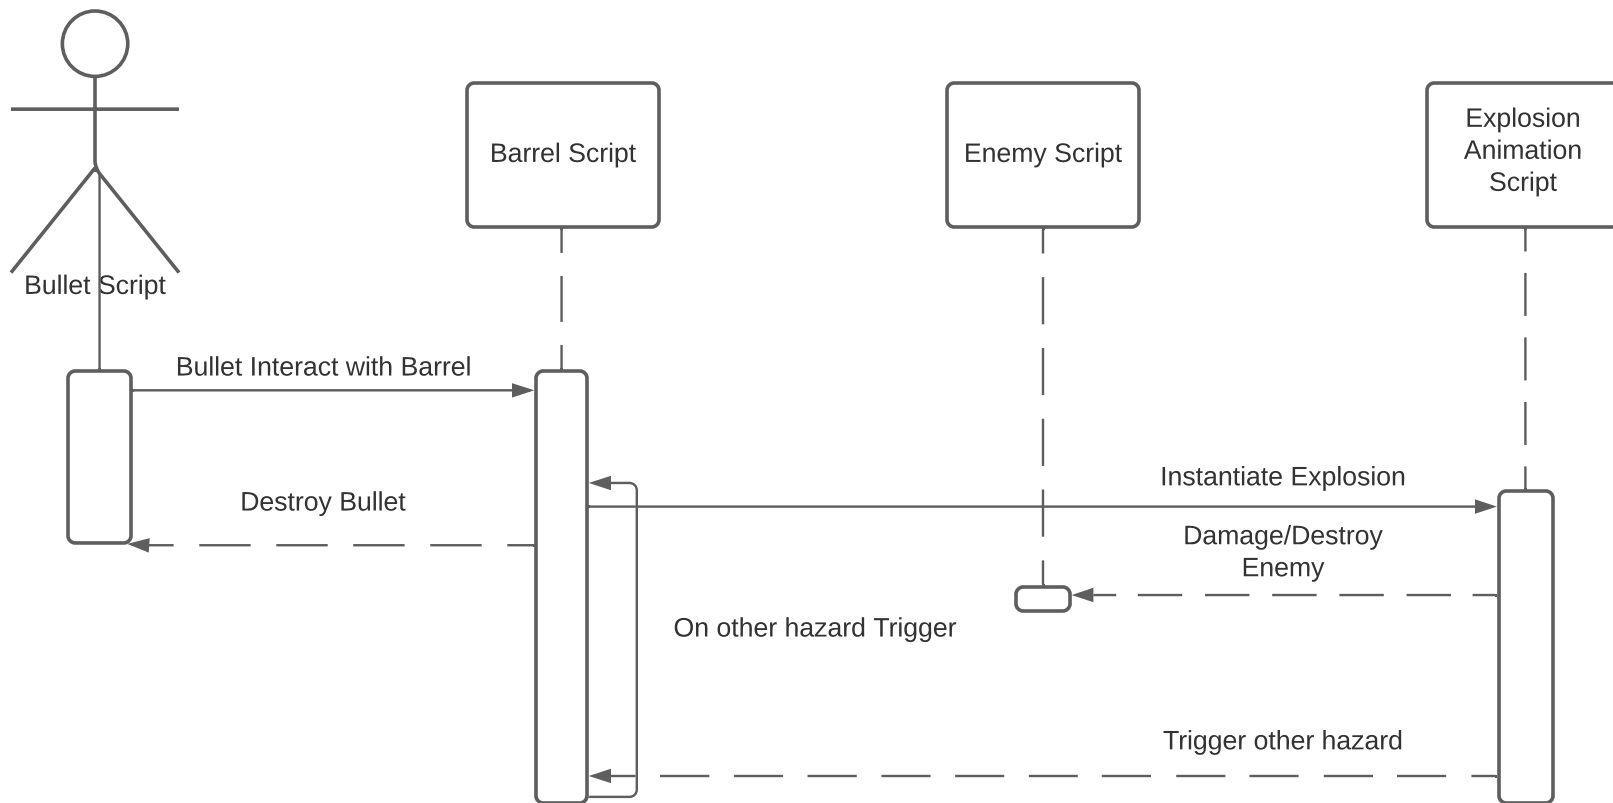 Barrel Script
Enemy Script
Explosion
Animation
Script
Bullet Script
Bullet Interact with Barrel
Instantiate Explosion
Destroy Bullet
Damage/Destroy
Enemy
On other hazard Trigger
Trigger other hazard